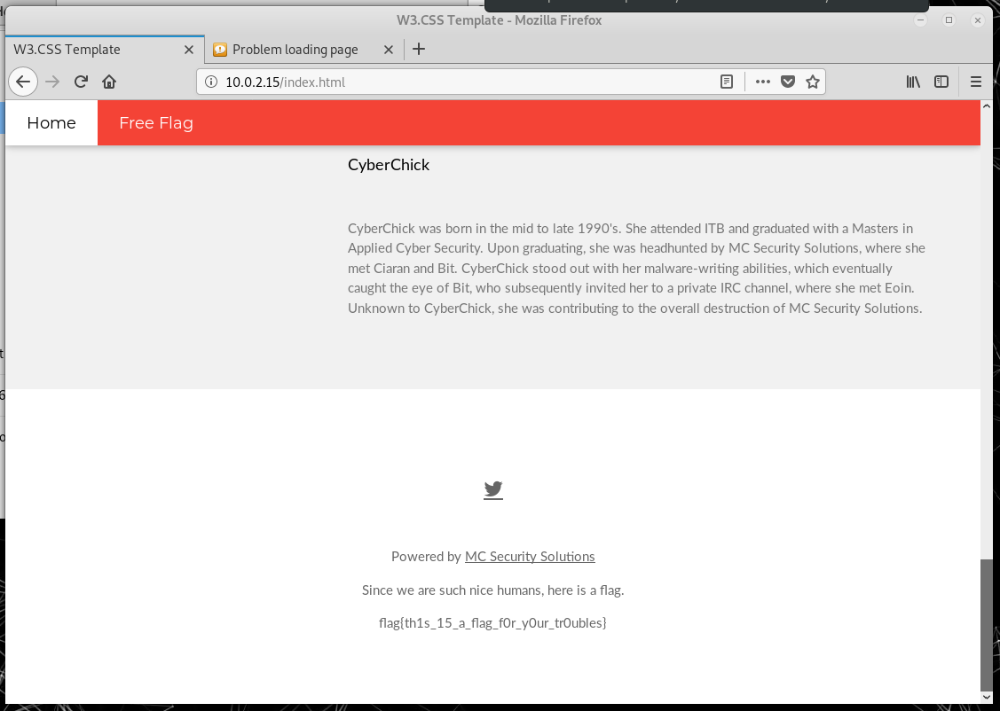 W3.CSS Template - Mozilla Firefox
W3.CSS Template
Problem loading page
10.0.2.15/index.html
Home
Free Flag
CyberChick
CyberChick was born in the mid to late 1990's. She attended ITB and graduated with a Masters in
Applied Cyber Security. Upon graduating, she was headhunted by MC Security Solutions, where she
met Ciaran and Bit. CyberChick stood out with her malware-writing abilities, which eventually
caught the eye of Bit, who subsequently invited her to a private IRC channel, where she met Eoin.
Unknown to CyberChick, she was contributing to the overall destruction of MC Security Solutions.
Powered by MC Security Solutions
Since we are such nice humans, here is a flag.
flag{th1s_15_a_flag_f0r_y0ur_tr0ubles}